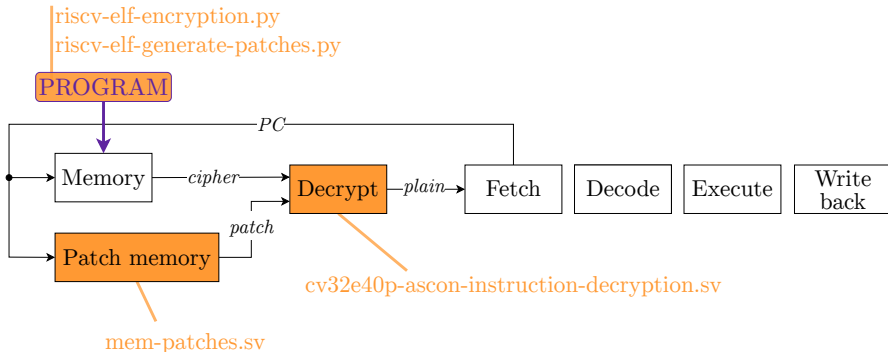 riscv-elf-encryption.py
riscv-elf-generate-patches.py
PROGRAM
PC
Memory
cipher
Decrypt
plain
Fetch
Decode
Execute
Write
back
patch
Patch memory
cv32e40p-ascon-instruction-decryption.sv
mem-patches.sv